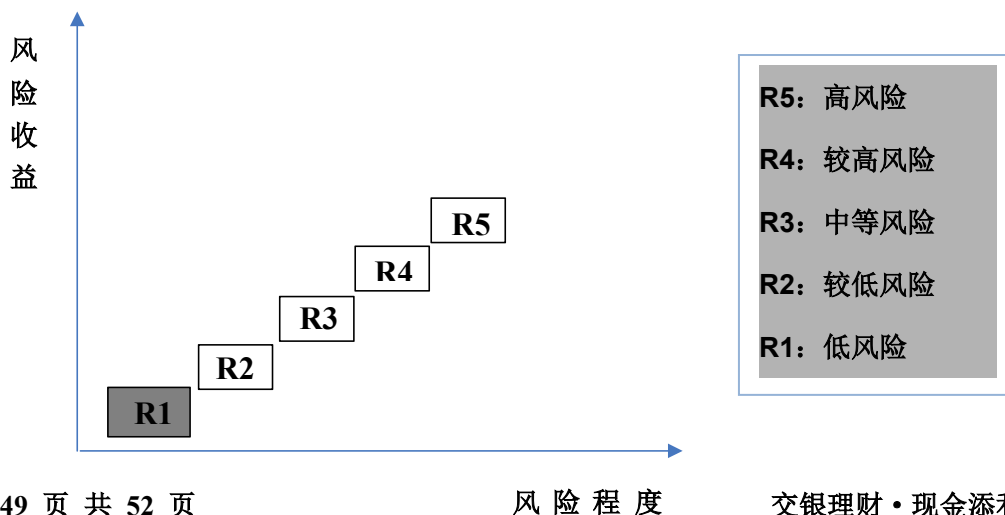 风险收益
R5：高风险
R4：较高风险
R3：中等风险
R2：较低风险
R1：低风险
R5
R4
R3
R2
R1
风 险 程 度
49 页 共 52 页
交银理财·现金添